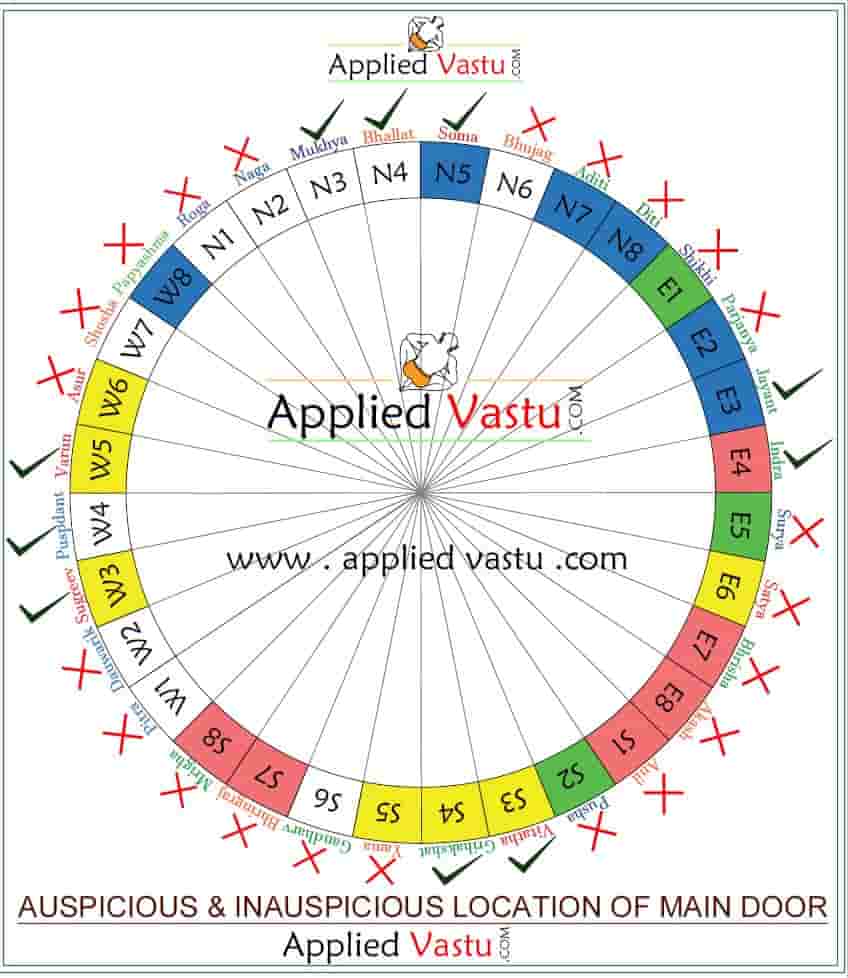 Applied Vastu.COM
Mukhya
Bhallat
Soma
Bhujag
Aditi
Diti
Shikhi
Parjanya
Jayant
Indra
Surya
Satya
Bhrisha
Akash
Anil
Pusha
Vitatha
Grihakshat
Yama
Gandharv
Bhringraj
Mrigha
Pitra
Dauwarik
Sugreev
Puspdant
Varun
Asur
Shosha
Papyashma
Roga
Naga
N1
N2
N3
N4
N5
N6
N7
N8
E1
E2
E3
E4
E5
E6
E7
E8
S1
S2
S3
S4
S5
S6
S7
S8
W1
W2
W3
W4
W5
W6
W7
W8
Applied Vastu.COM
www . applied vastu .com
AUSPICIOUS & INAUSPICIOUS LOCATION OF MAIN DOOR
Applied Vastu.COM